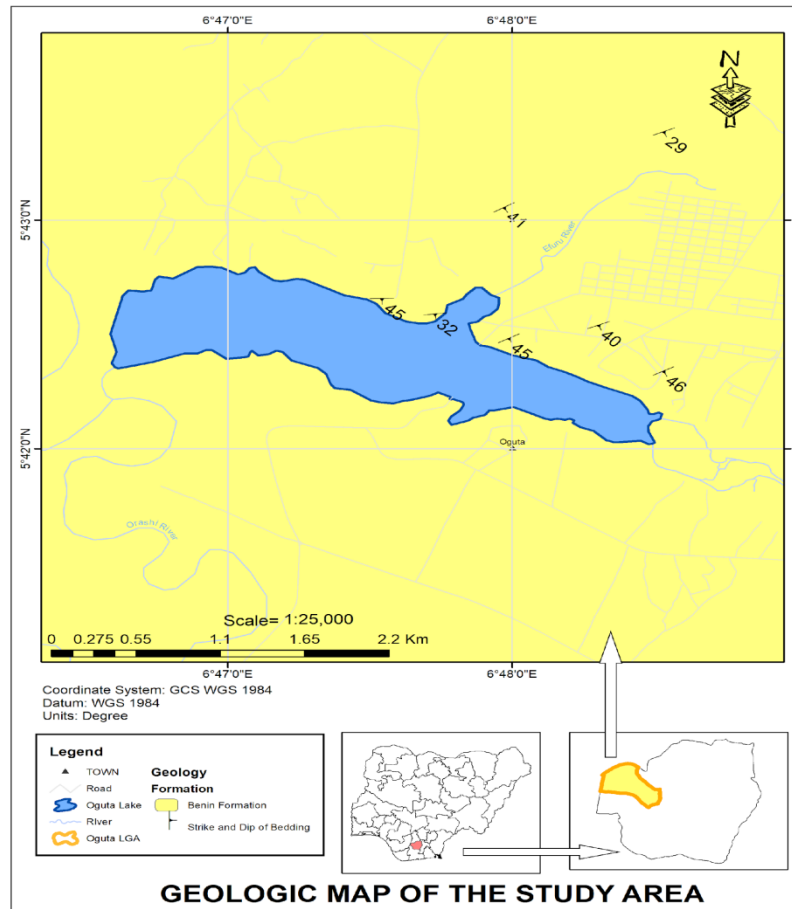 6°47'0"E 6°48'0"E
N
29
41
5°43'0"N
Efuru River
45
32
45
40
46
5°42'0"N
Oguta
Orashi River
Scale= 1:25,000
0 0.275 0.55 1.1 1.65 2.2 Km
6°47'0"E 6°48'0"E
Coordinate System: GCS WGS 1984
Datum: WGS 1984
Units: Degree
Legend
TOWN
Road
Oguta Lake
River
Oguta LGA
Geology
Formation
Benin Formation
Strike and Dip of Bedding
GEOLOGIC MAP OF THE STUDY AREA